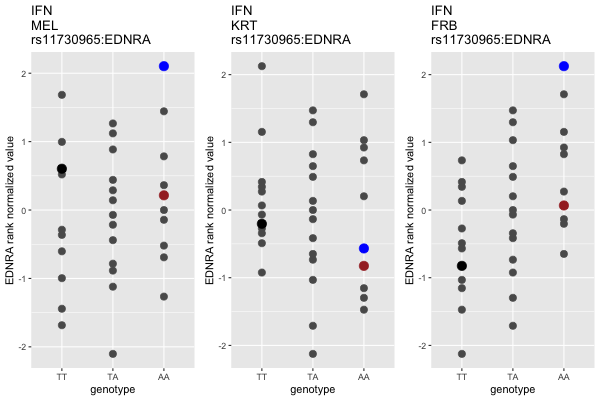 IFN
MEL
rs11730965:EDNRA
EDNRA rank normalized value
2
1
0
-1
-2
TT
TA
AA
genotype
IFN
KRT
rs11730965:EDNRA
EDNRA rank normalized value
2
1
0
-1
-2
TT
TA
AA
genotype
IFN
FRB
rs11730965:EDNRA
EDNRA rank normalized value
2
1
0
-1
-2
TT
TA
AA
genotype